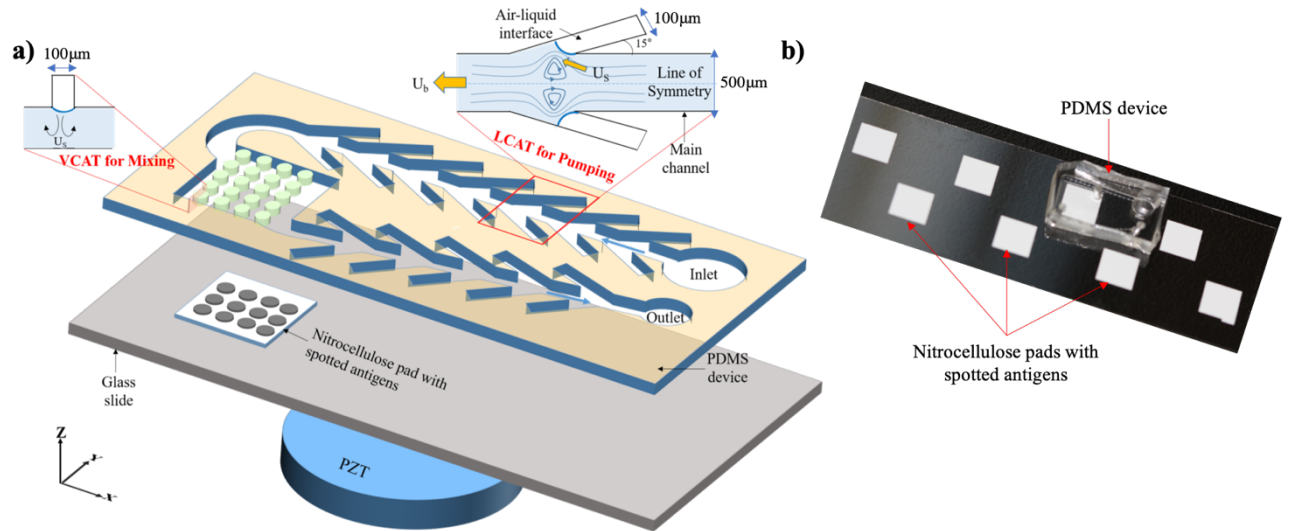 a)
100μm
Us
VCAT for Mixing
Air-liquid
interface
100μm
15°
Ub
Us
Line of
Symmetry
500μm
Main
channel
LCAT for Pumping
Inlet
Outlet
PDMS
device
Nitrocellulose pad with
spotted antigens
Glass
slide
PZT
Z
Y
X
b)
PDMS device
Nitrocellulose pads with
spotted antigens